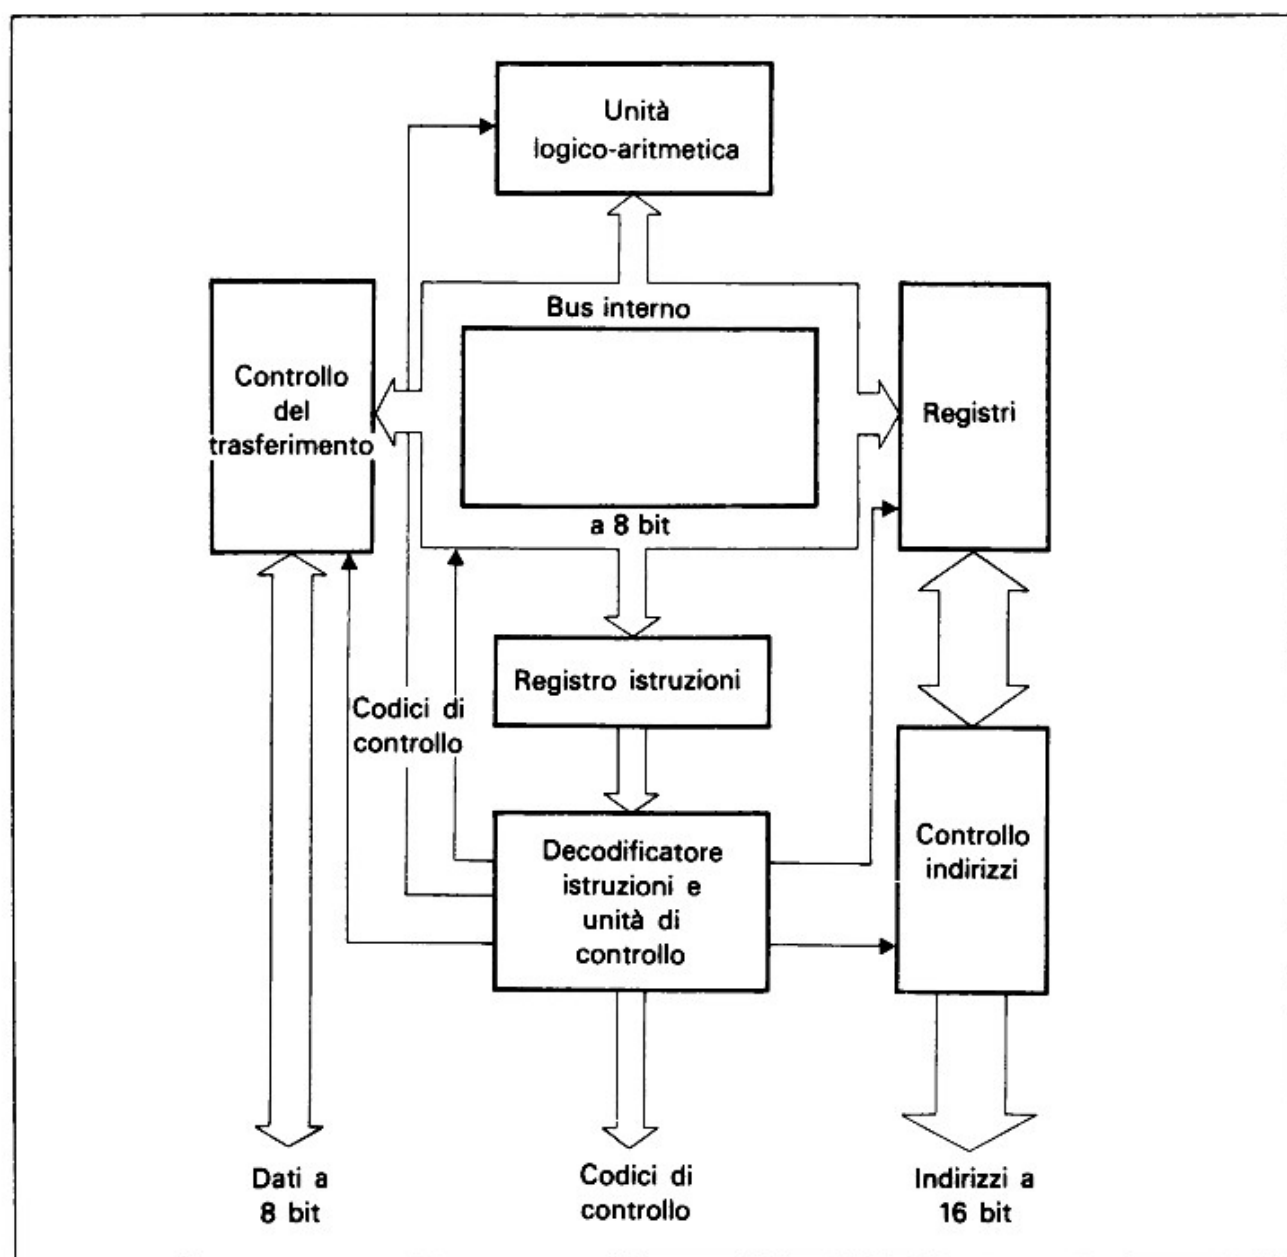 Unità
logico-aritmetica
Bus interno
Controllo
del
trasferimento
Registri
a 8 bit
Registro istruzioni
Codici di
controllo
Decodificatore
istruzioni e
unità di
controllo
Controllo
indirizzi
Dati a
8 bit
Codici di
controllo
Indirizzi a
16 bit